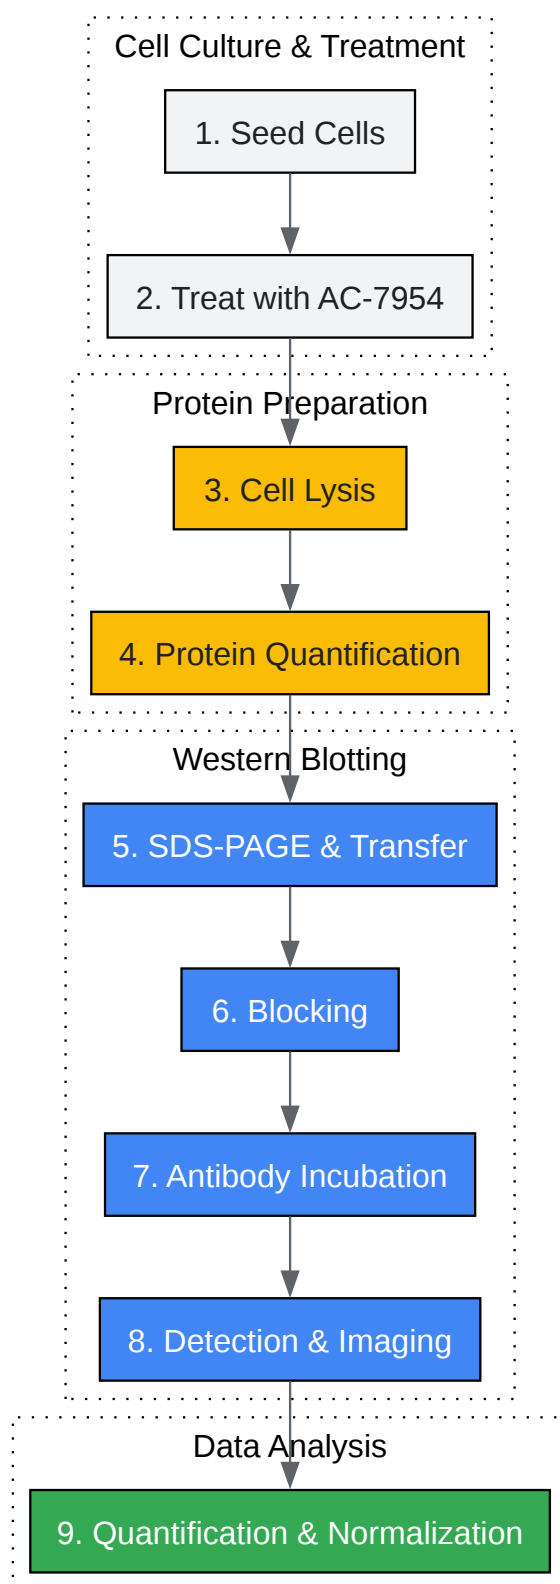 Cell Culture & Treatment
1. Seed Cells
2. Treat with AC-7954
Protein Preparation
3. Cell Lysis
4. Protein Quantification
Western Blotting
5. SDS-PAGE & Transfer
6. Blocking
7. Antibody Incubation
8. Detection & Imaging
Data Analysis
9. Quantification & Normalization